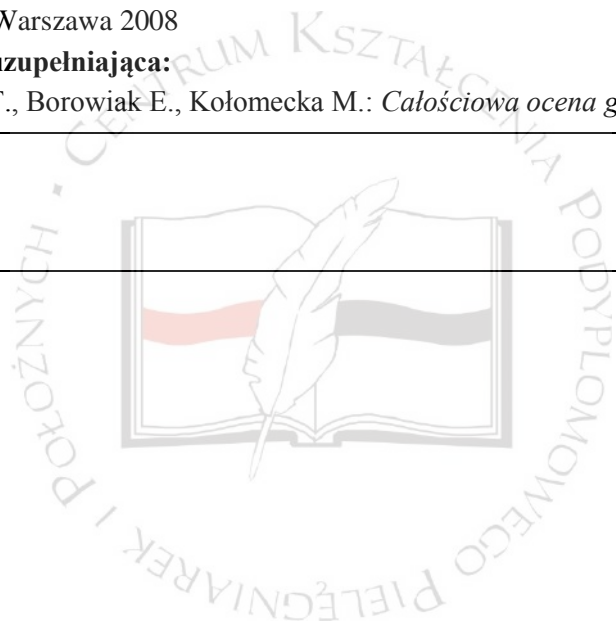 Warszawa 2008
uzupełniająca:
T., Borowiak E., Kołomecka M.: Całościowa ocena g
CENTRUM KSZTAŁCENIA PODYPLOMOWEGO PIELĘGNIAREK I POŁOŻNYCH •